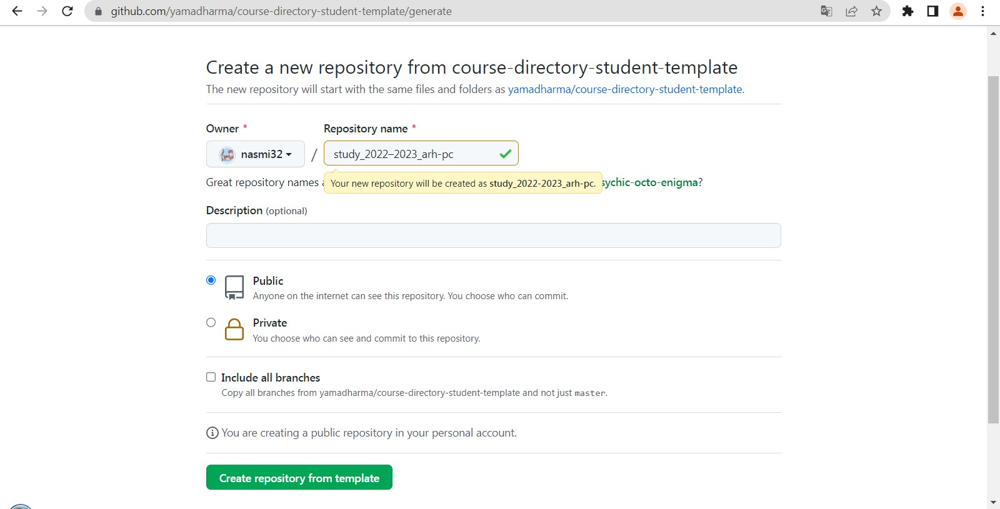 github.com/yamadharma/course-directory-student-template/generate
Create a new repository from course-directory-student-template
The new repository will start with the same files and folders as yamadharma/course-directory-student-template.
Owner * Repository name *
nasmi32 / study_2022–2023_arh-pc
Your new repository will be created as study_2022-2023_arh-pc.
Great repository names sychic-octo-enigma?
Description (optional)
Public
Anyone on the internet can see this repository. You choose who can commit.
Private
You choose who can see and commit to this repository.
Include all branches
Copy all branches from yamadharma/course-directory-student-template and not just master.
You are creating a public repository in your personal account.
Create repository from template